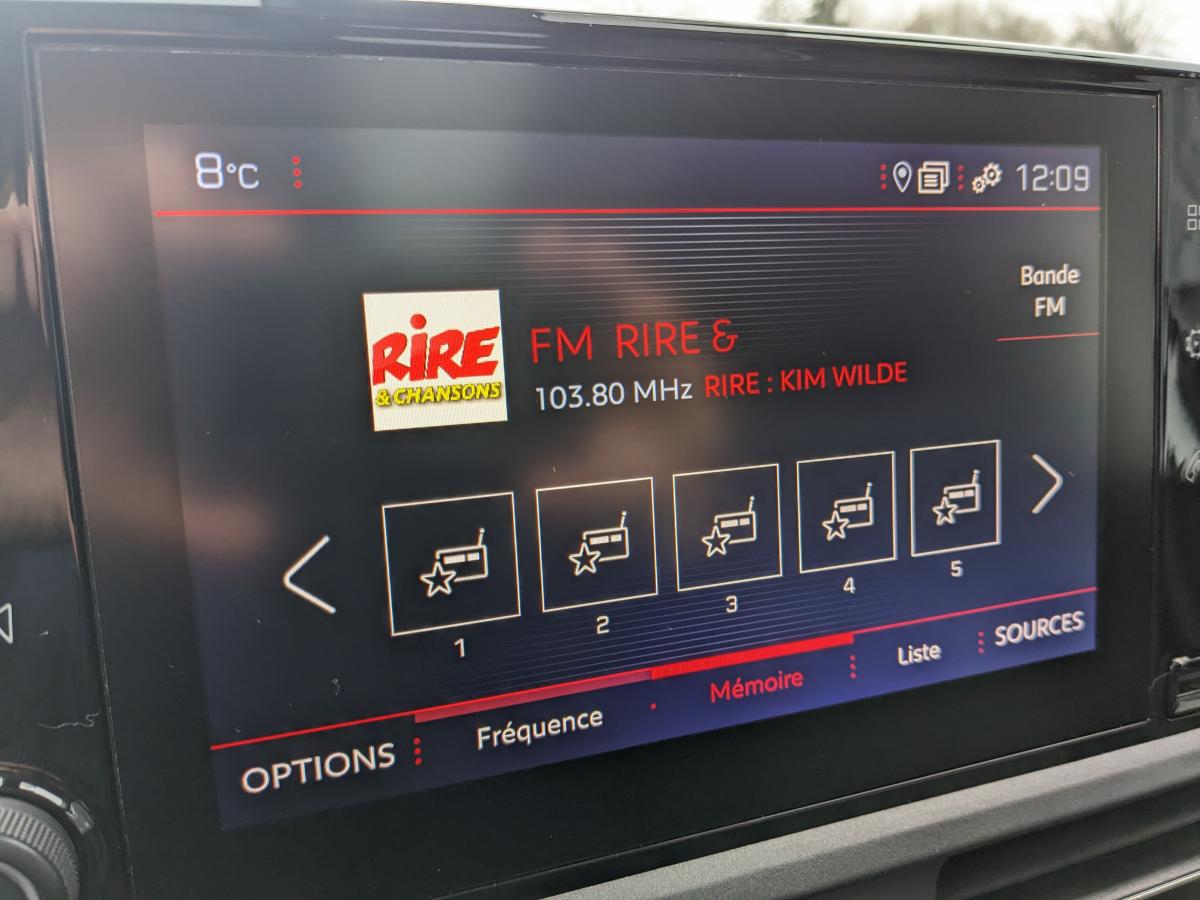 8°C
12:09
Bande
FM
RIRE
& CHANSONS
FM RIRE &
103.80 MHz RIRE : KIM WILDE
1
2
3
4
5
OPTIONS
Fréquence
Mémoire
Liste
SOURCES